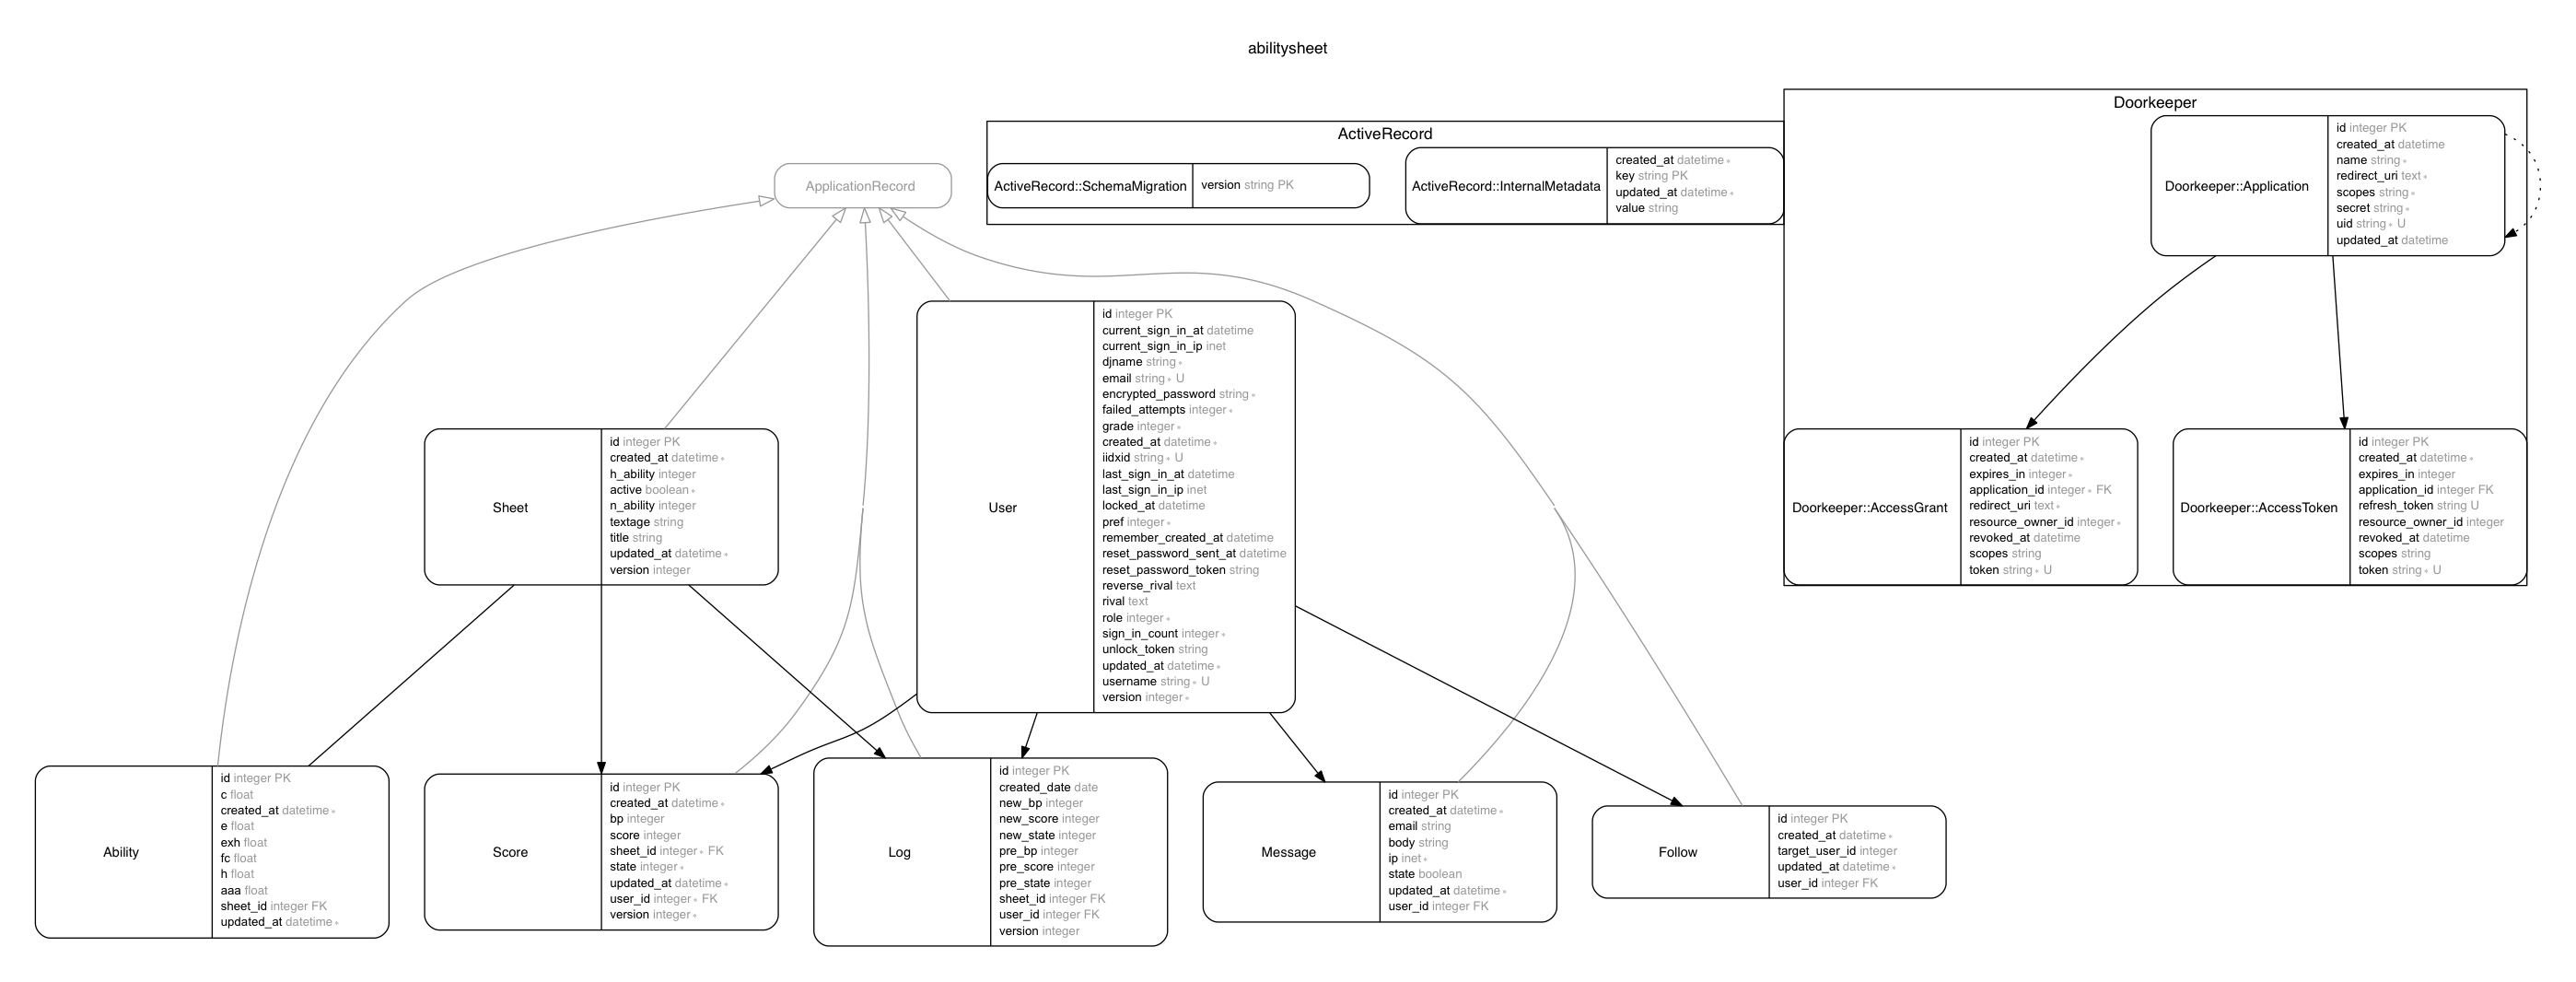 abilitysheet
Doorkeeper
ActiveRecord
ApplicationRecord
ActiveRecord::SchemaMigration
version string PK
ActiveRecord::InternalMetadata
created_at datetime ∗
key string PK
updated_at datetime ∗
value string
Doorkeeper::Application
id integer PK
created_at datetime
name string ∗
redirect_uri text ∗
scopes string ∗
secret string ∗
uid string ∗ U
updated_at datetime
Sheet
id integer PK
created_at datetime ∗
h_ability integer
active boolean ∗
n_ability integer
textage string
title string
updated_at datetime ∗
version integer
User
id integer PK
current_sign_in_at datetime
current_sign_in_ip inet
djname string ∗
email string ∗ U
encrypted_password string ∗
failed_attempts integer ∗
grade integer ∗
created_at datetime ∗
iidxid string ∗ U
last_sign_in_at datetime
last_sign_in_ip inet
locked_at datetime
pref integer ∗
remember_created_at datetime
reset_password_sent_at datetime
reset_password_token string
reverse_rival text
rival text
role integer ∗
sign_in_count integer ∗
unlock_token string
updated_at datetime ∗
username string ∗ U
version integer ∗
Doorkeeper::AccessGrant
id integer PK
created_at datetime ∗
expires_in integer ∗
application_id integer ∗ FK
redirect_uri text ∗
resource_owner_id integer ∗
revoked_at datetime
scopes string
token string ∗ U
Doorkeeper::AccessToken
id integer PK
created_at datetime ∗
expires_in integer
application_id integer FK
refresh_token string U
resource_owner_id integer
revoked_at datetime
scopes string
token string ∗ U
Ability
id integer PK
c float
created_at datetime ∗
e float
exh float
fc float
h float
aaa float
sheet_id integer FK
updated_at datetime ∗
Score
id integer PK
created_at datetime ∗
bp integer
score integer
sheet_id integer ∗ FK
state integer ∗
updated_at datetime ∗
user_id integer ∗ FK
version integer ∗
Log
id integer PK
created_date date
new_bp integer
new_score integer
new_state integer
pre_bp integer
pre_score integer
pre_state integer
sheet_id integer FK
user_id integer FK
version integer
Message
id integer PK
created_at datetime ∗
email string
body string
ip inet ∗
state boolean
updated_at datetime ∗
user_id integer FK
Follow
id integer PK
created_at datetime ∗
target_user_id integer
updated_at datetime ∗
user_id integer FK